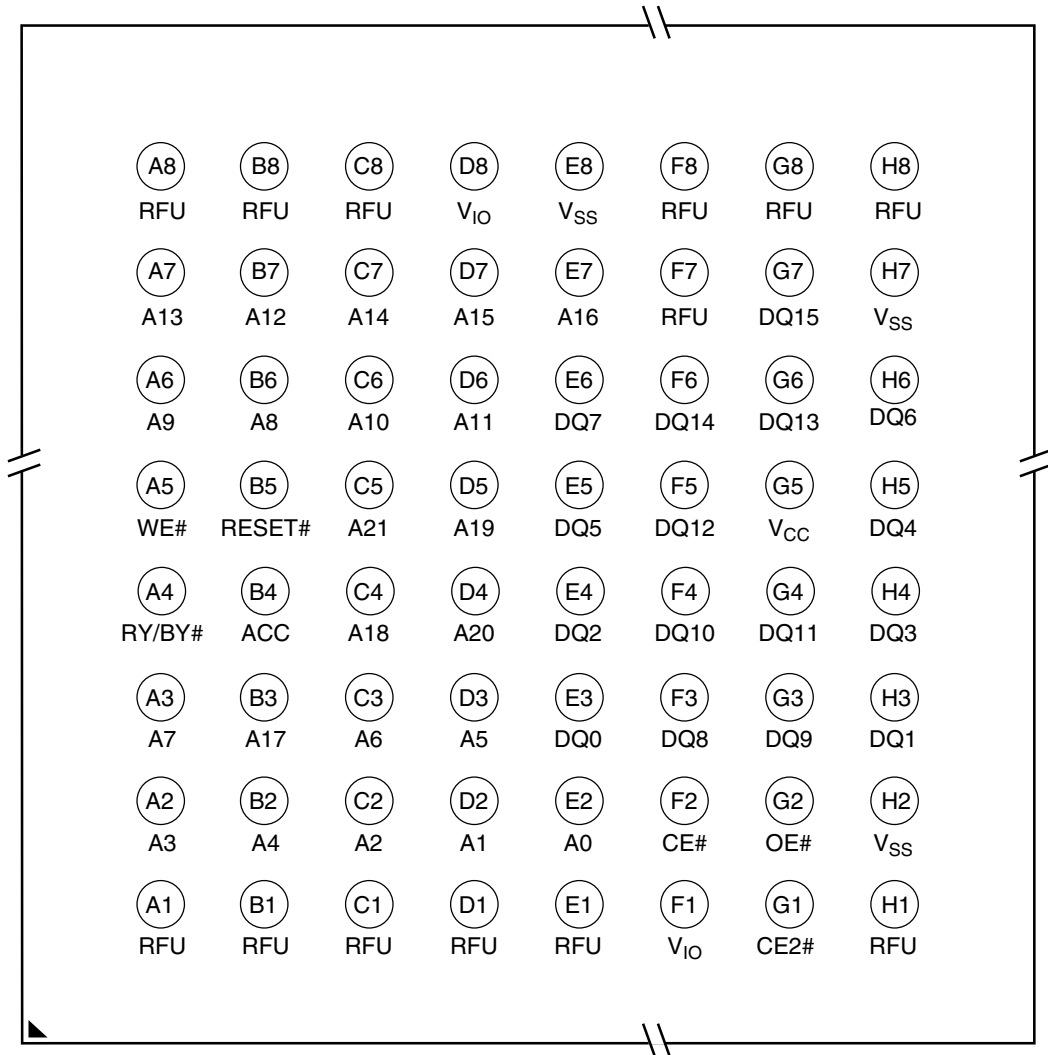 A8 B8 C8 D8 E8 F8 G8 H8
RFU RFU RFU VIO VSS RFU RFU RFU
A7 B7 C7 D7 E7 F7 G7 H7
A13 A12 A14 A15 A16 RFU DQ15 VSS
A6 B6 C6 D6 E6 F6 G6 H6
A9 A8 A10 A11 DQ7 DQ14 DQ13 DQ6
A5 B5 C5 D5 E5 F5 G5 H5
WE# RESET# A21 A19 DQ5 DQ12 VCC DQ4
A4 B4 C4 D4 E4 F4 G4 H4
RY/BY# ACC A18 A20 DQ2 DQ10 DQ11 DQ3
A3 B3 C3 D3 E3 F3 G3 H3
A7 A17 A6 A5 DQ0 DQ8 DQ9 DQ1
A2 B2 C2 D2 E2 F2 G2 H2
A3 A4 A2 A1 A0 CE# OE# VSS
A1 B1 C1 D1 E1 F1 G1 H1
RFU RFU RFU RFU RFU VIO CE2# RFU